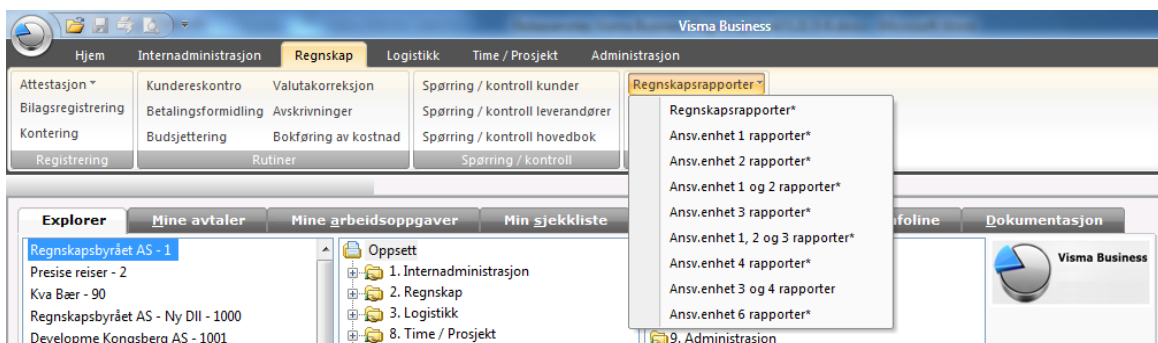 Visma Business
Hjem Internadministrasjon Regnskap Logistikk Time / Prosjekt Administrasjon
Attestasjon Kundereskontro Valutakorreksjon Spørring / kontroll kunder Regnskapsrapporter
Bilagsregistrering Betalingsformidling Avskrivninger Spørring / kontroll leverandører
Kontering Budsjettering Bokføring av kostnad Spørring / kontroll hovedbok
Registrering Rutiner Spørring / kontroll
Regnskapsrapporter*
Ansv.enhet 1 rapporter*
Ansv.enhet 2 rapporter*
Ansv.enhet 1 og 2 rapporter*
Ansv.enhet 3 rapporter*
Ansv.enhet 1, 2 og 3 rapporter*
Ansv.enhet 4 rapporter*
Ansv.enhet 3 og 4 rapporter
Ansv.enhet 6 rapporter*
Explorer Mine avtaler Mine arbeidsoppgaver Min sjekkliste foline Dokumentasjon
Regnskapsbyrået AS - 1
Presise reiser - 2
Kva Bær - 90
Regnskapsbyrået AS - Ny DII - 1000
Developme Kongsberg AS - 1001
Oppsett
1. Internadministrasjon
2. Regnskap
3. Logistikk
8. Time / Prosjekt
9. Administrasjon
Visma Business